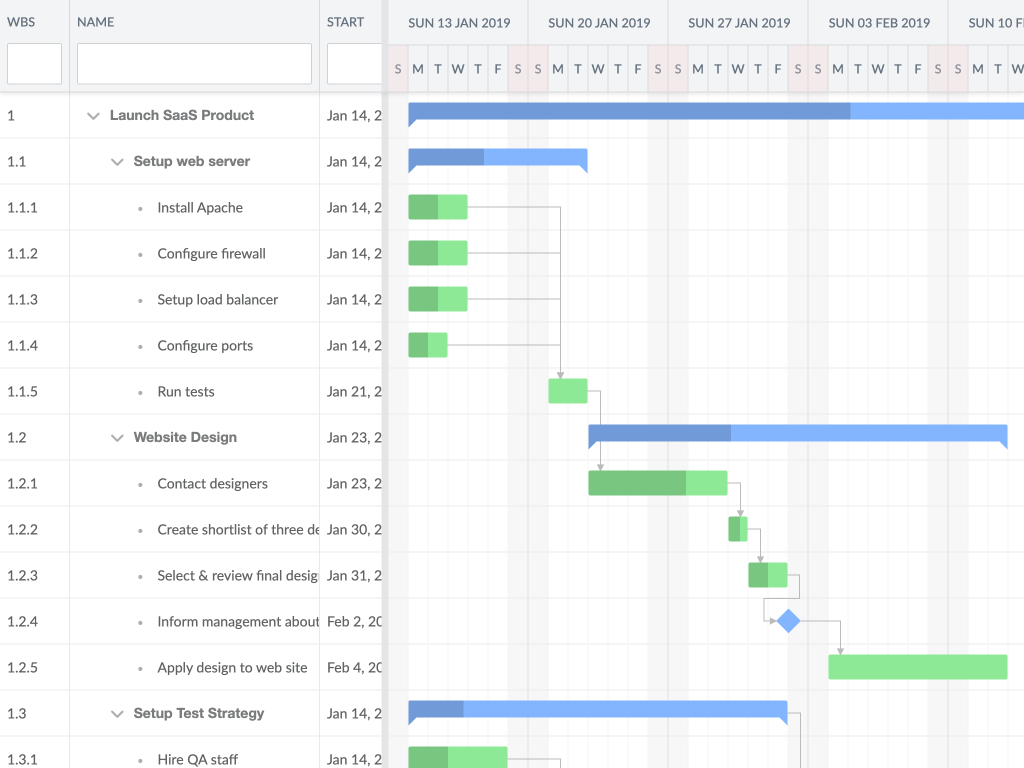 WBS NAME START SUN 13 JAN 2019 SUN 20 JAN 2019 SUN 27 JAN 2019 SUN 03 FEB 2019 SUN 10 F
S M T W T F S S M T W T F S S M T W T F S S M T W T F S S M T W
1 Launch SaaS Product Jan 14, 2
1.1 Setup web server Jan 14, 2
1.1.1 Install Apache Jan 14, 2
1.1.2 Configure firewall Jan 14, 2
1.1.3 Setup load balancer Jan 14, 2
1.1.4 Configure ports Jan 14, 2
1.1.5 Run tests Jan 21, 2
1.2 Website Design Jan 23, 2
1.2.1 Contact designers Jan 23, 2
1.2.2 Create shortlist of three de Jan 30, 2
1.2.3 Select & review final desig Jan 31, 2
1.2.4 Inform management about Feb 2, 20
1.2.5 Apply design to web site Feb 4, 20
1.3 Setup Test Strategy Jan 14, 2
1.3.1 Hire QA staff Jan 14, 2